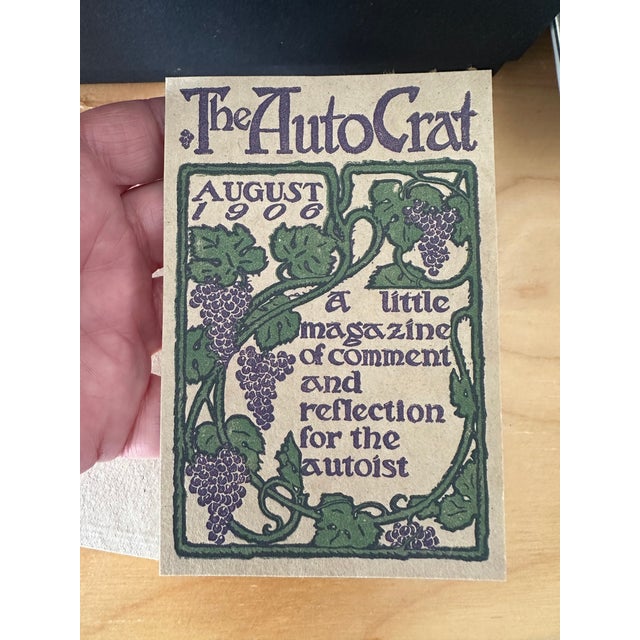 The AutoCrat
AUGUST
1906
A little
magazine
of comment
and
reflection
for the
autoist